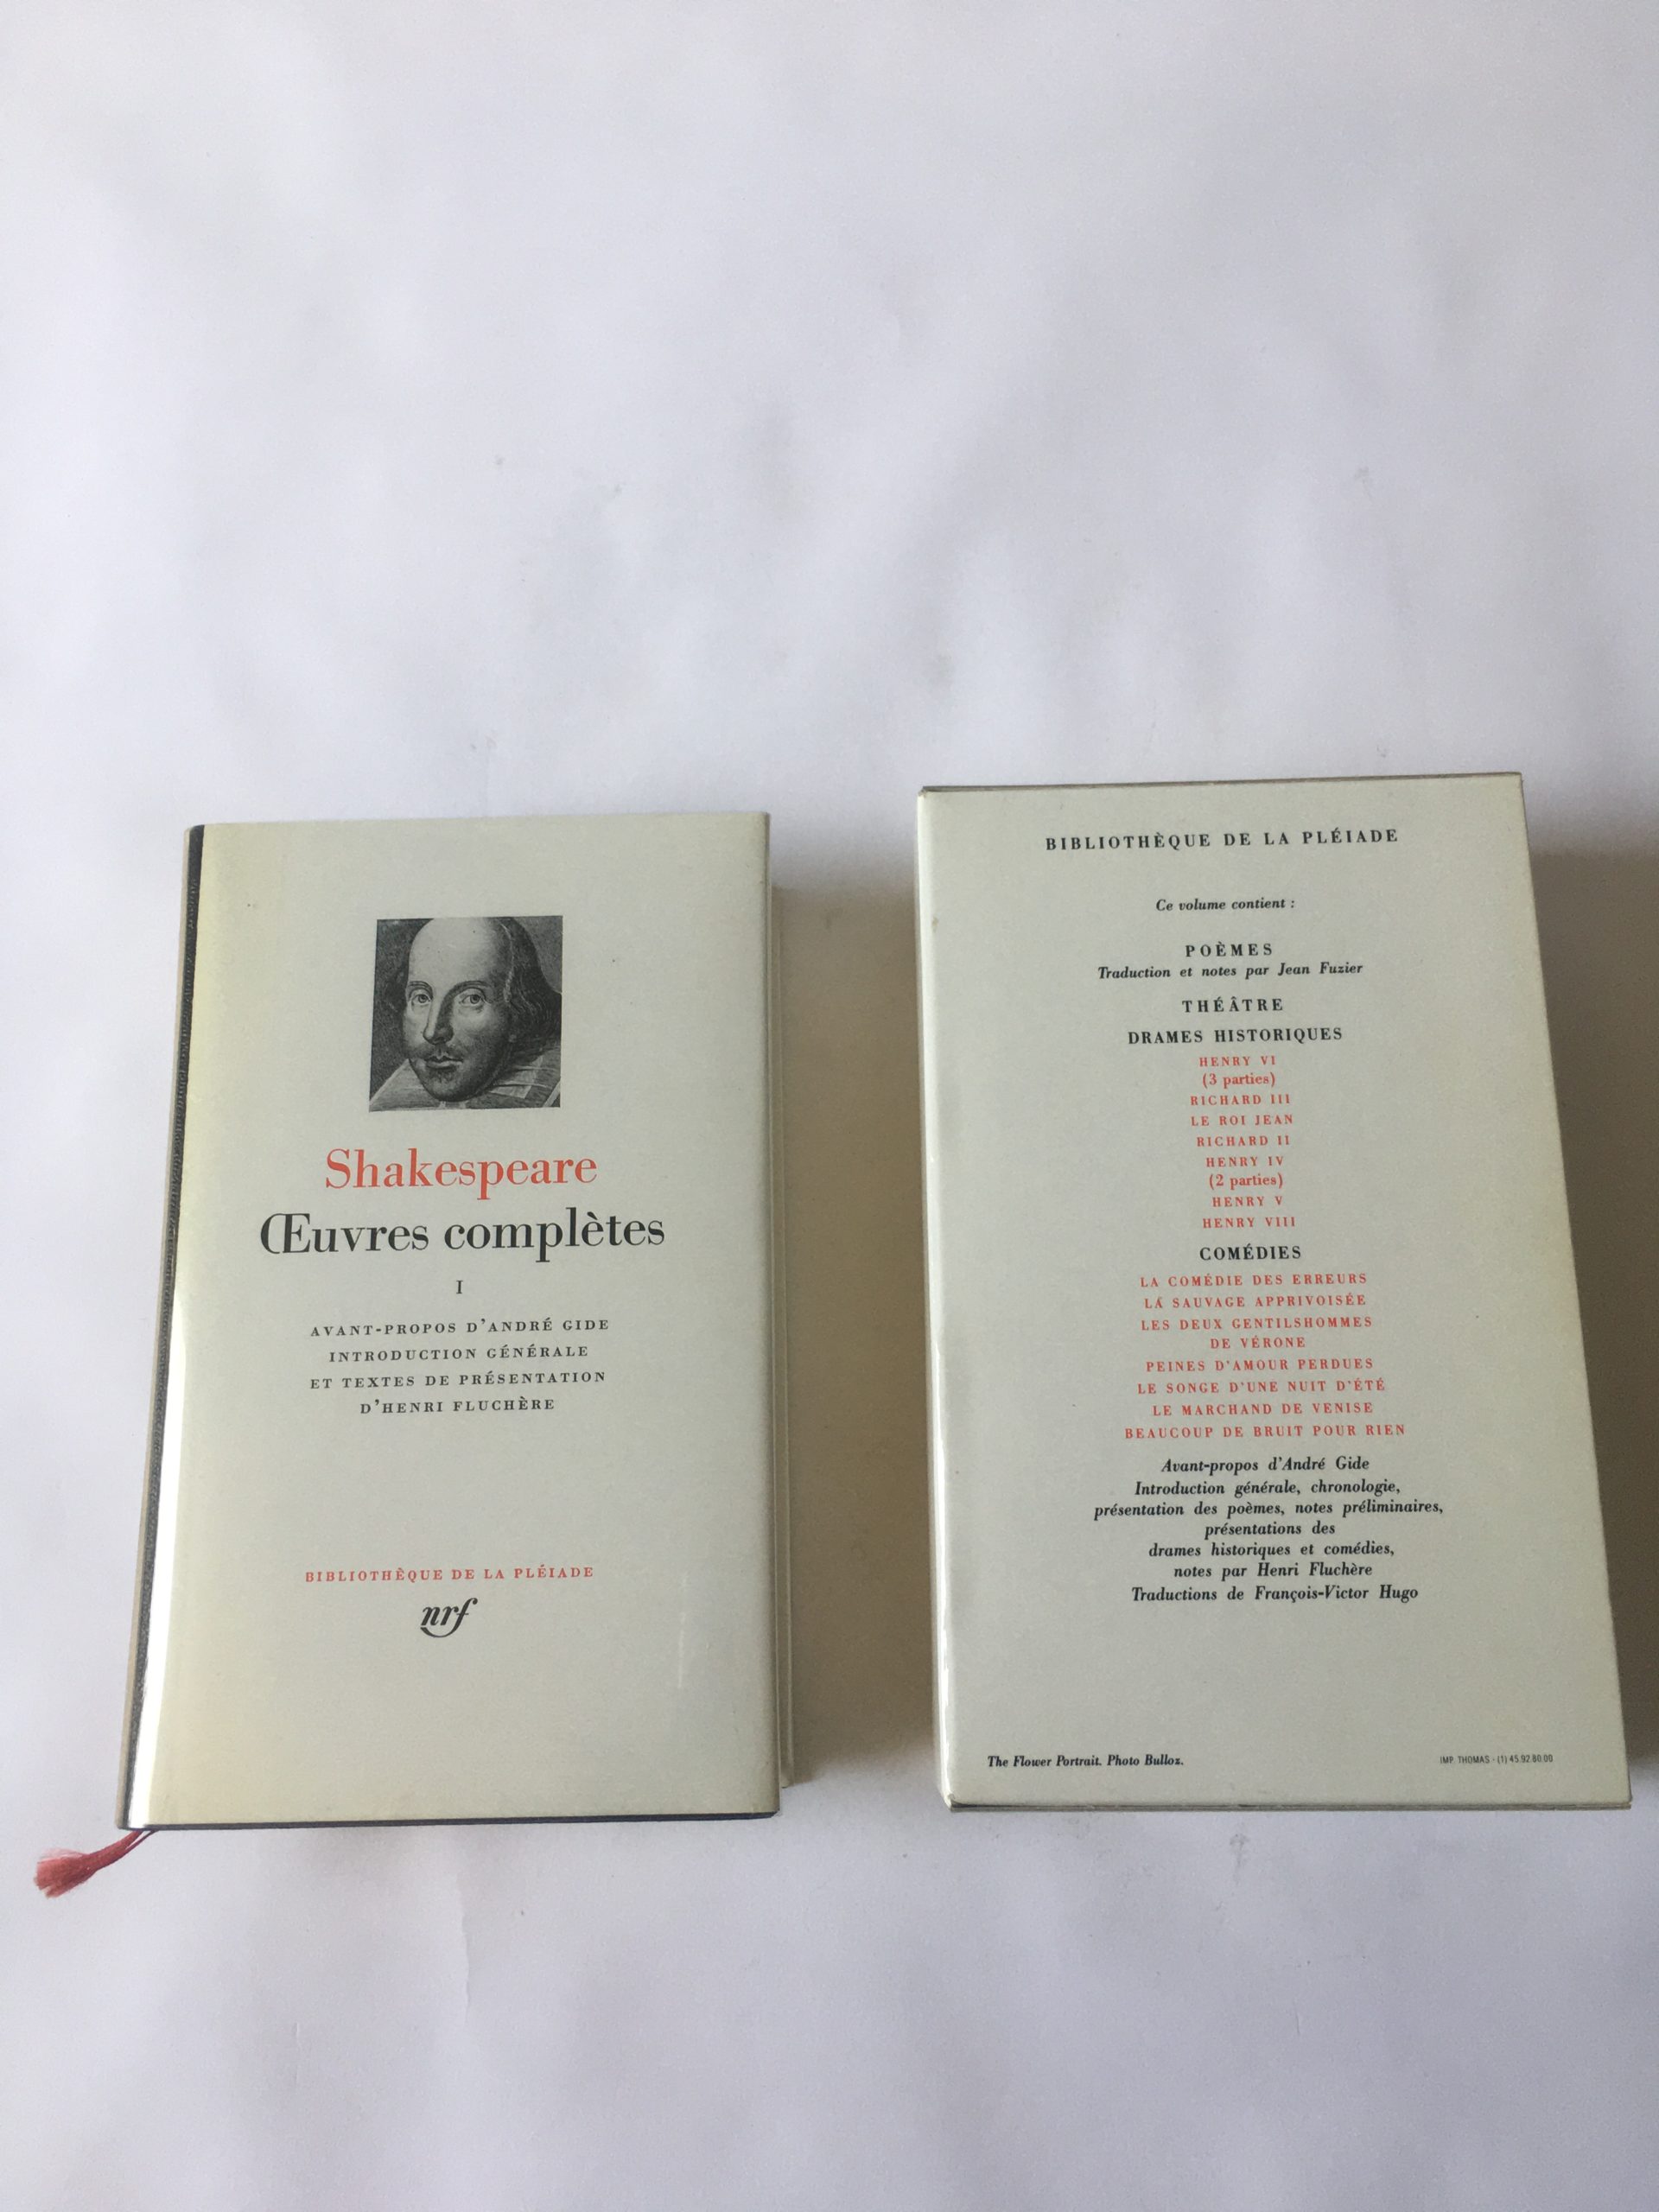 Shakespeare
Œuvres complètes
I
AVANT-PROPOS D'ANDRÉ GIDE
INTRODUCTION GÉNÉRALE
ET TEXTES DE PRÉSENTATION
D'HENRI FLUCHÈRE
BIBLIOTHÈQUE DE LA PLÉIADE
nrf
BIBLIOTHÈQUE DE LA PLÉIADE
Ce volume contient :
POÈMES
Traduction et notes par Jean Fuzier
THÉÂTRE
DRAMES HISTORIQUES
HENRY VI
(3 parties)
RICHARD III
LE ROI JEAN
RICHARD II
HENRY IV
(2 parties)
HENRY V
HENRY VIII
COMÉDIES
LA COMÉDIE DES ERREURS
LA SAUVAGE APPRIVOISÉE
LES DEUX GENTILSHOMMES
DE VÉRONE
PEINES D'AMOUR PERDUES
LE SONGE D'UNE NUIT D'ÉTÉ
LE MARCHAND DE VENISE
BEAUCOUP DE BRUIT POUR RIEN
Avant-propos d'André Gide
Introduction générale, chronologie,
présentation des poèmes, notes préliminaires,
présentations des
drames historiques et comédies,
notes par Henri Fluchère
Traductions de François-Victor Hugo
The Flower Portrait. Photo Bulloz.
IMP THOMAS - (1) 45.92.80.00